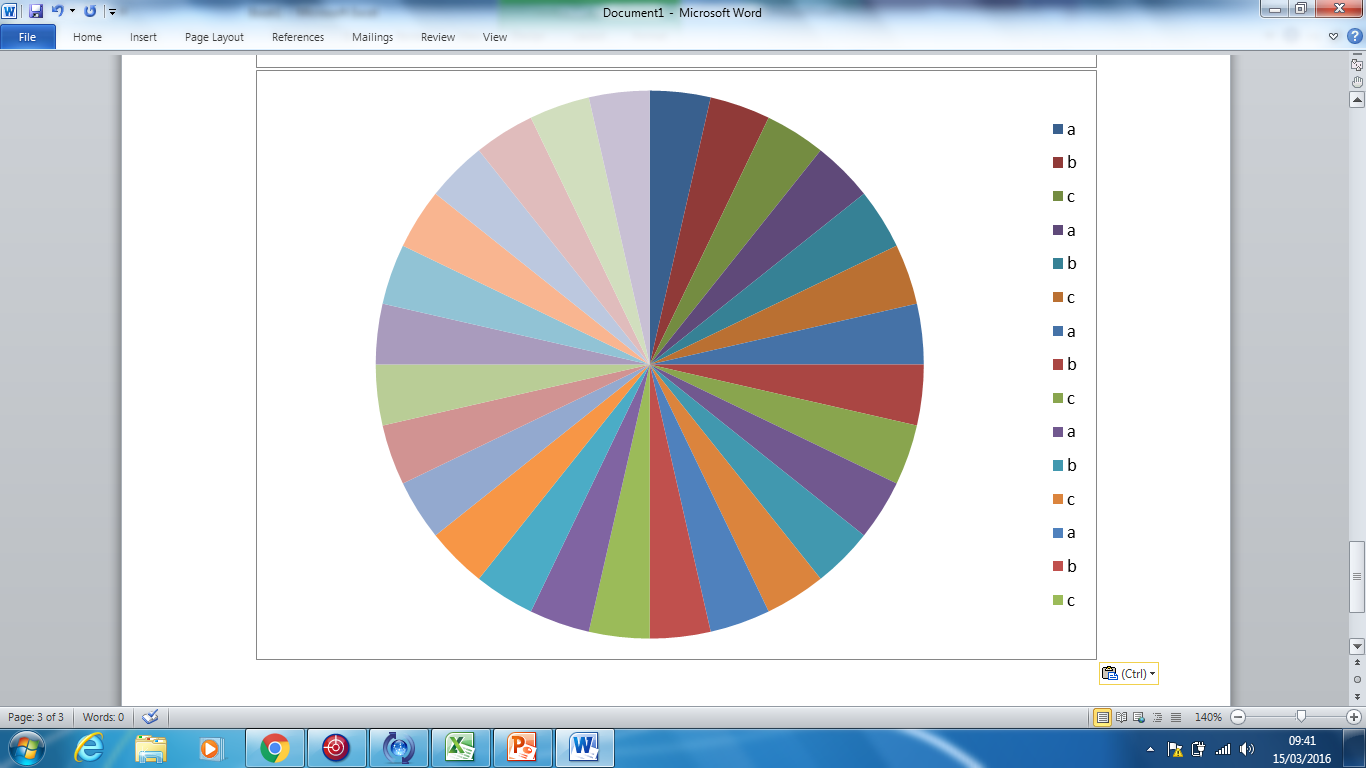 Document1 - Microsoft Word
File Home Insert Page Layout References Mailings Review View
a
b
c
a
b
c
a
b
c
a
b
c
a
b
c
(Ctrl)
Page: 3 of 3 Words: 0 140%
09:41
15/03/2016